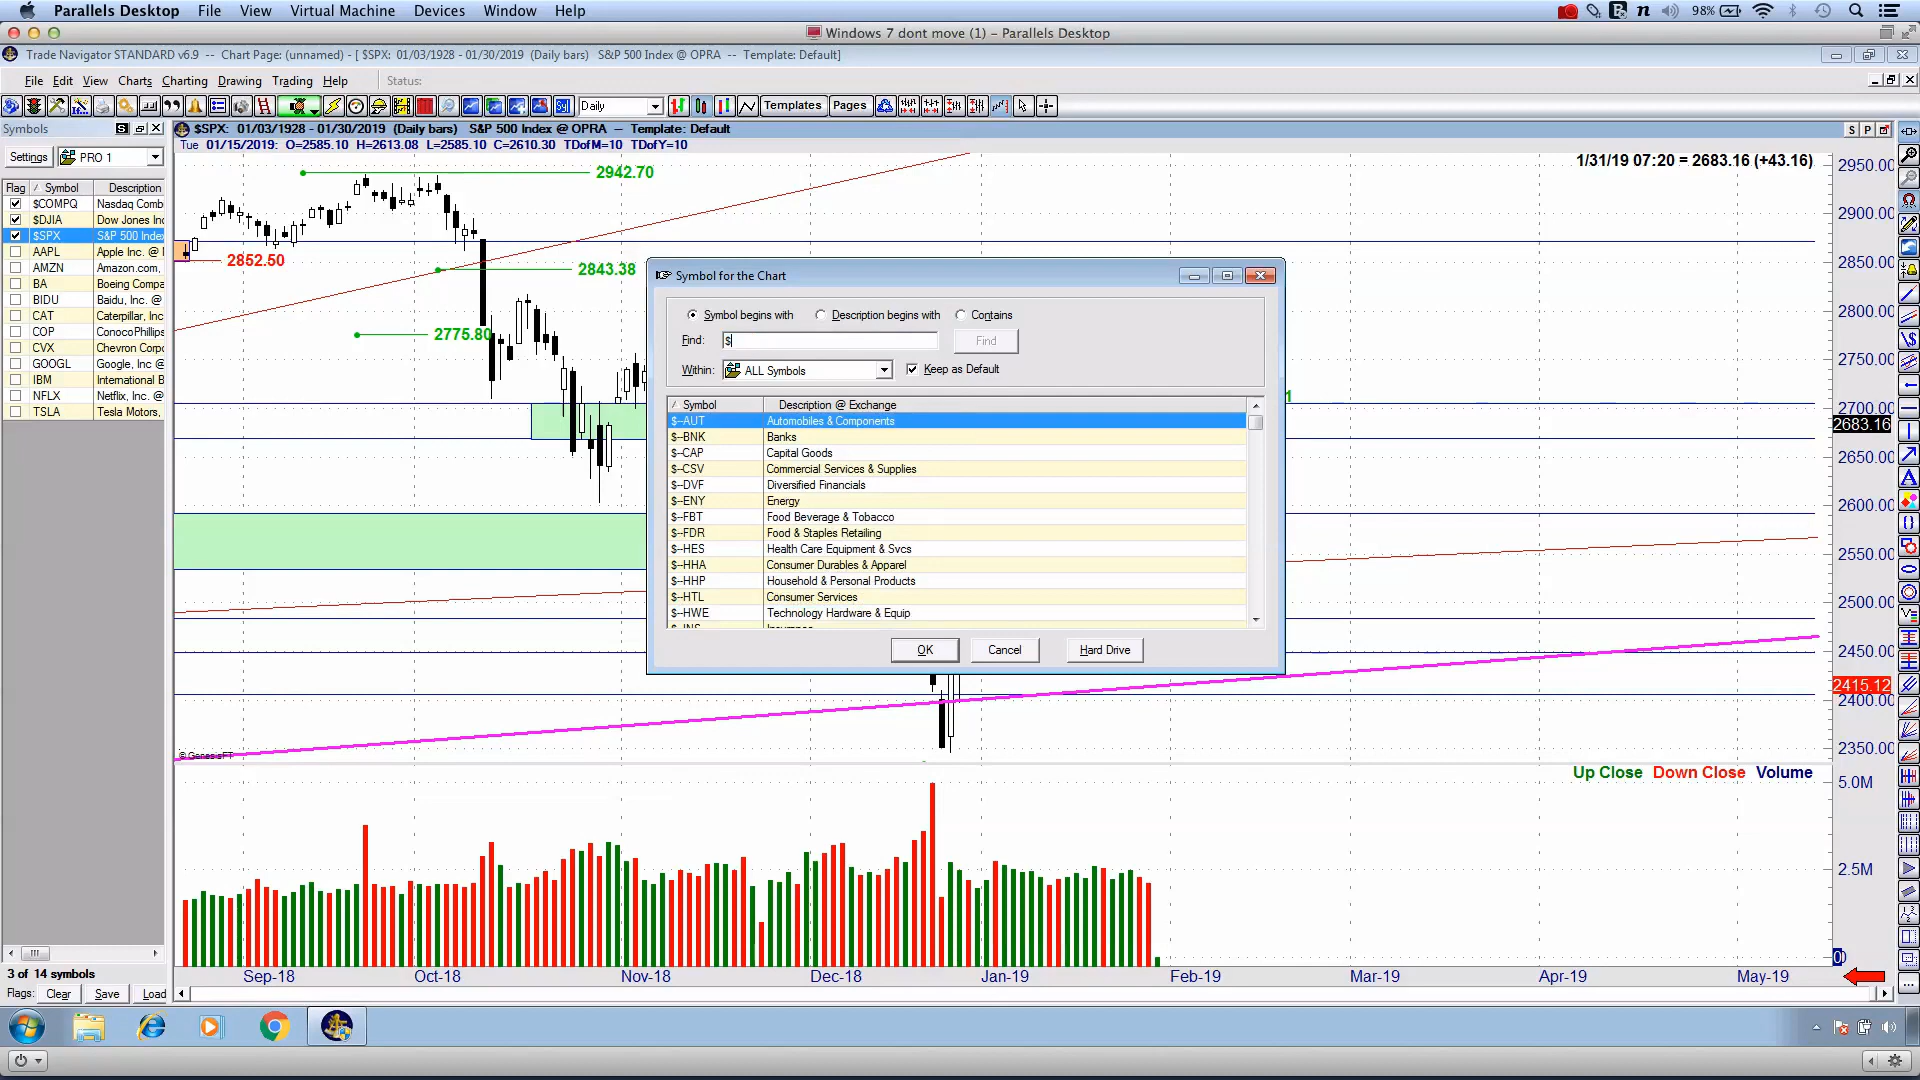 Parallels Desktop File View Virtual Machine Devices Window Help 98%
Windows 7 dont move (1) - Parallels Desktop
Trade Navigator STANDARD v6.9 -- Chart Page: (unnamed) - [ $SPX: 01/03/1928 - 01/30/2019 (Daily bars) S&P 500 Index @ OPRA -- Template: Default]
File Edit View Charts Charting Drawing Trading Help Status:
Daily Templates Pages
Symbols S
$SPX: 01/03/1928 - 01/30/2019 (Daily bars) S&P 500 Index @ OPRA -- Template: Default S P
Tue 01/15/2019: O=2585.10 H=2613.08 L=2585.10 C=2610.30 TDofM=10 TDofY=10
Settings PRO 1
1/31/19 07:20 = 2683.16 (+43.16)
Flag Symbol Description
$COMPQ Nasdaq Comb
$DJIA Dow Jones Inc
$SPX S&P 500 Index
AAPL Apple Inc. @
AMZN Amazon.com,
BA Boeing Compa
BIDU Baidu, Inc. @
CAT Caterpillar, Inc
COP ConocoPhillips
CVX Chevron Corpo
GOOGL Google, Inc @
IBM International B
NFLX Netflix, Inc. @
TSLA Tesla Motors,
2942.70
2852.50
2843.38
2775.80
Symbol for the Chart
Symbol begins with Description begins with Contains
Find: $ Find
Within: ALL Symbols Keep as Default
Symbol Description @ Exchange
$--AUT Automobiles & Components
$--BNK Banks
$--CAP Capital Goods
$--CSV Commercial Services & Supplies
$--DVF Diversified Financials
$--ENY Energy
$--FBT Food Beverage & Tobacco
$--FDR Food & Staples Retailing
$--HES Health Care Equipment & Svcs
$--HHA Consumer Durables & Apparel
$--HHP Household & Personal Products
$--HTL Consumer Services
$--HWE Technology Hardware & Equip
OK Cancel Hard Drive
1
2950.00
2900.00
2850.00
2800.00
2750.00
2700.00
2683.16
2650.00
2600.00
2550.00
2500.00
2450.00
2415.12
2400.00
2350.00
© GenesisFT
Up Close Down Close Volume
5.0M
2.5M
0
Sep-18 Oct-18 Nov-18 Dec-18 Jan-19 Feb-19 Mar-19 Apr-19 May-19
3 of 14 symbols
Flags: Clear Save Load